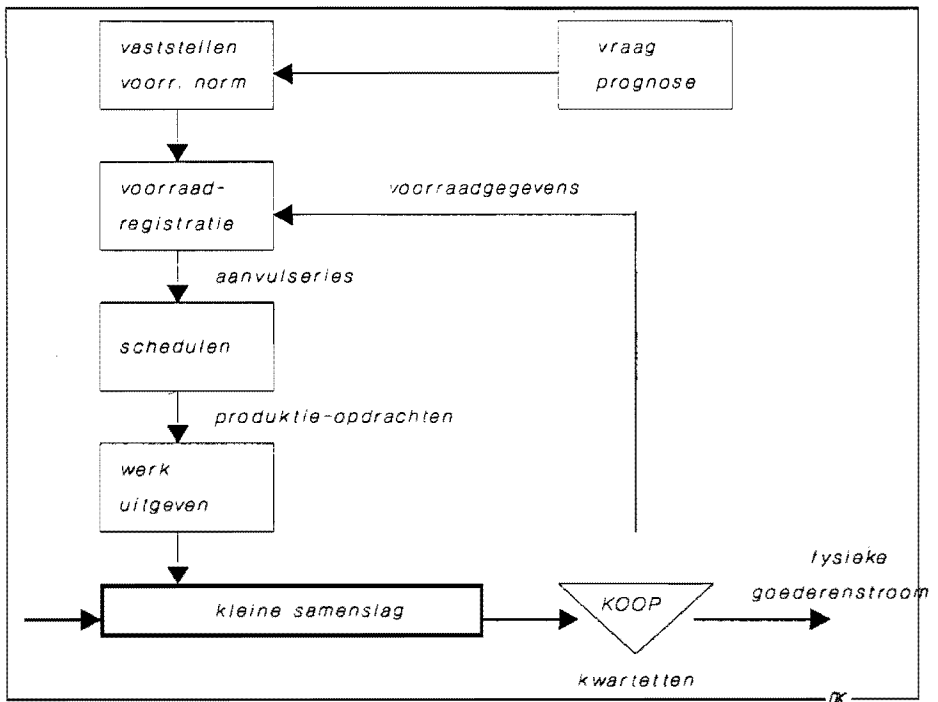 vaststellen
voorr. norm
vraag
prognose
voorraad-
registratie
voorraadgegevens
aanvulseries
schedulen
produktie-opdrachten
werk
uitgeven
kleine samenslag
KOOP
fysieke
goederenstroom
kwartetten